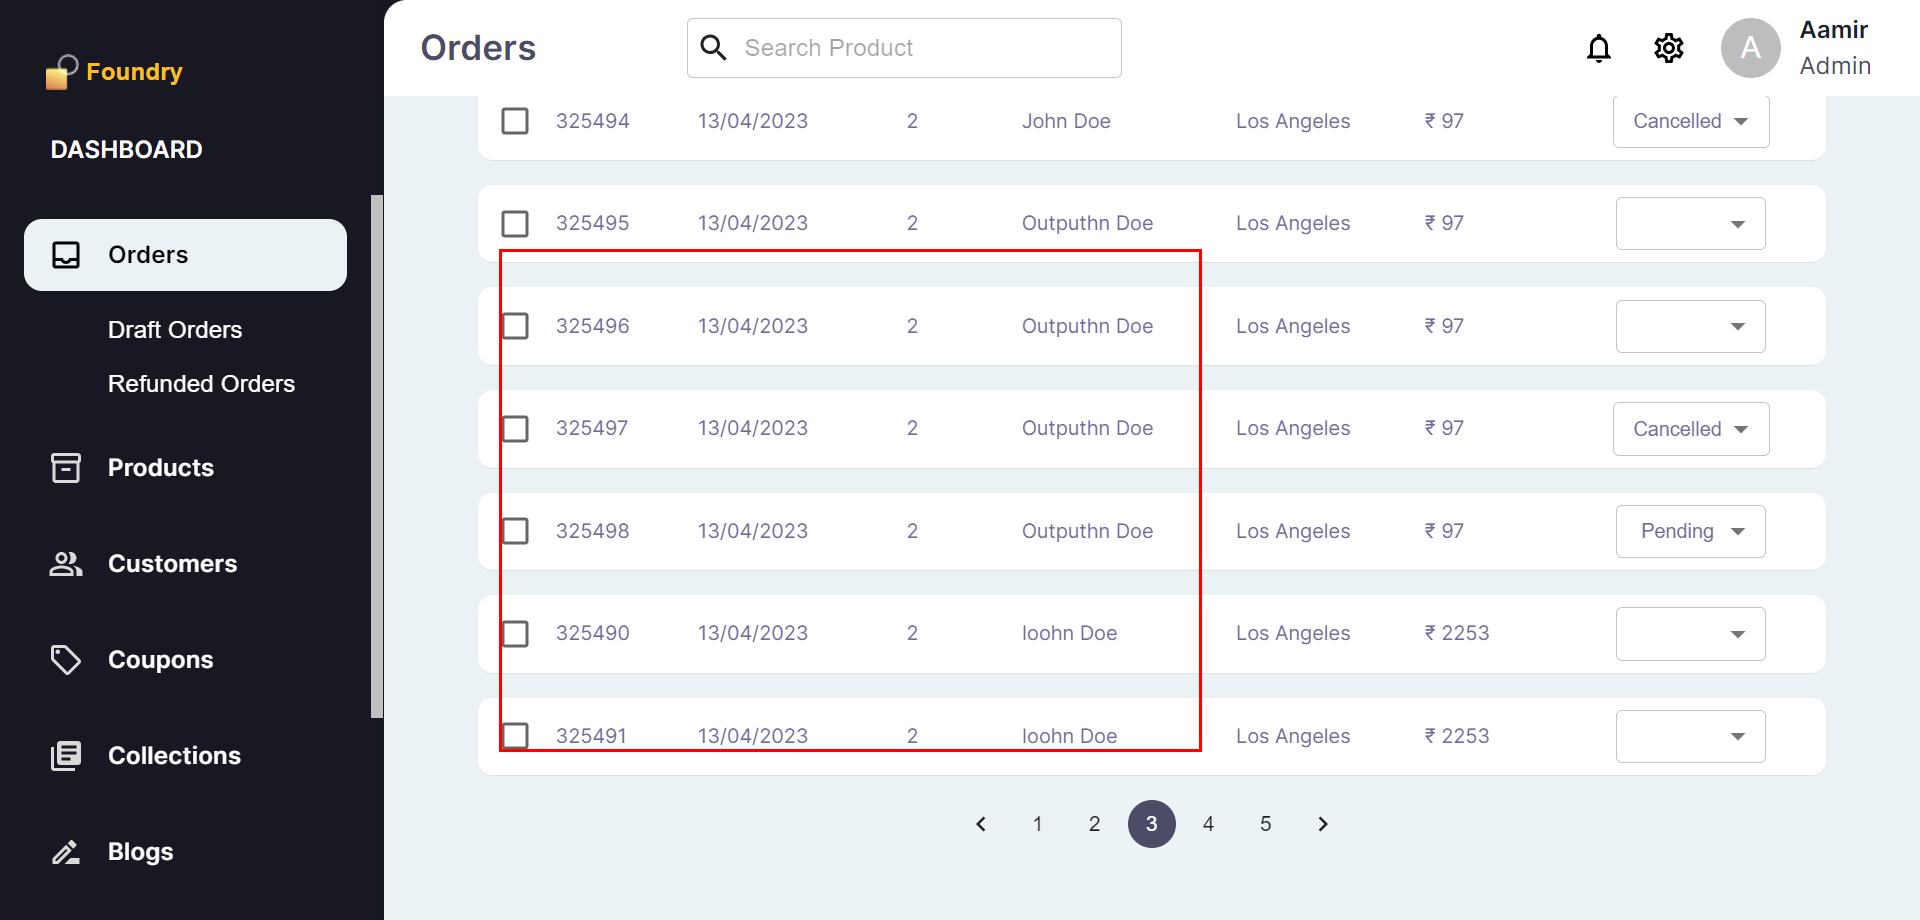 Foundry
DASHBOARD
Orders
Draft Orders
Refunded Orders
Products
Customers
Coupons
Collections
Blogs
Orders
Search Product
A
Aamir
Admin
325494 13/04/2023 2 John Doe Los Angeles ₹ 97 Cancelled
325495 13/04/2023 2 Outputhn Doe Los Angeles ₹ 97
325496 13/04/2023 2 Outputhn Doe Los Angeles ₹ 97
325497 13/04/2023 2 Outputhn Doe Los Angeles ₹ 97 Cancelled
325498 13/04/2023 2 Outputhn Doe Los Angeles ₹ 97 Pending
325490 13/04/2023 2 loohn Doe Los Angeles ₹ 2253
325491 13/04/2023 2 loohn Doe Los Angeles ₹ 2253
1 2 3 4 5